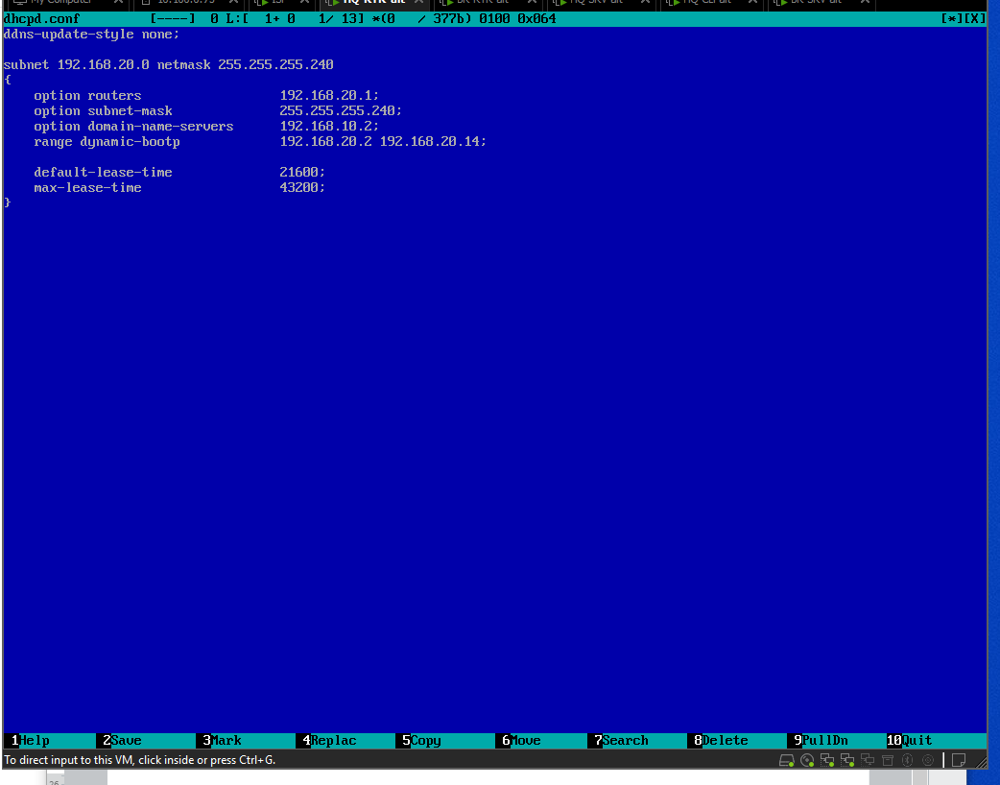 My Computer 10.160.0.75 ISP HQ-RTR-alt BR-RTR-alt HQ-SRV-alt HQ-CLI-alt BR-SRV-alt
dhcpd.conf [----] 0 L:[ 1+ 0 1/ 13] *(0 / 377b) 0100 0x064 [*][X]
ddns-update-style none;
subnet 192.168.20.0 netmask 255.255.255.240
{
option routers 192.168.20.1;
option subnet-mask 255.255.255.240;
option domain-name-servers 192.168.10.2;
range dynamic-bootp 192.168.20.2 192.168.20.14;
default-lease-time 21600;
max-lease-time 43200;
}
1Help 2Save 3Mark 4Replac 5Copy 6Move 7Search 8Delete 9PullDn 10Quit
To direct input to this VM, click inside or press Ctrl+G.
26